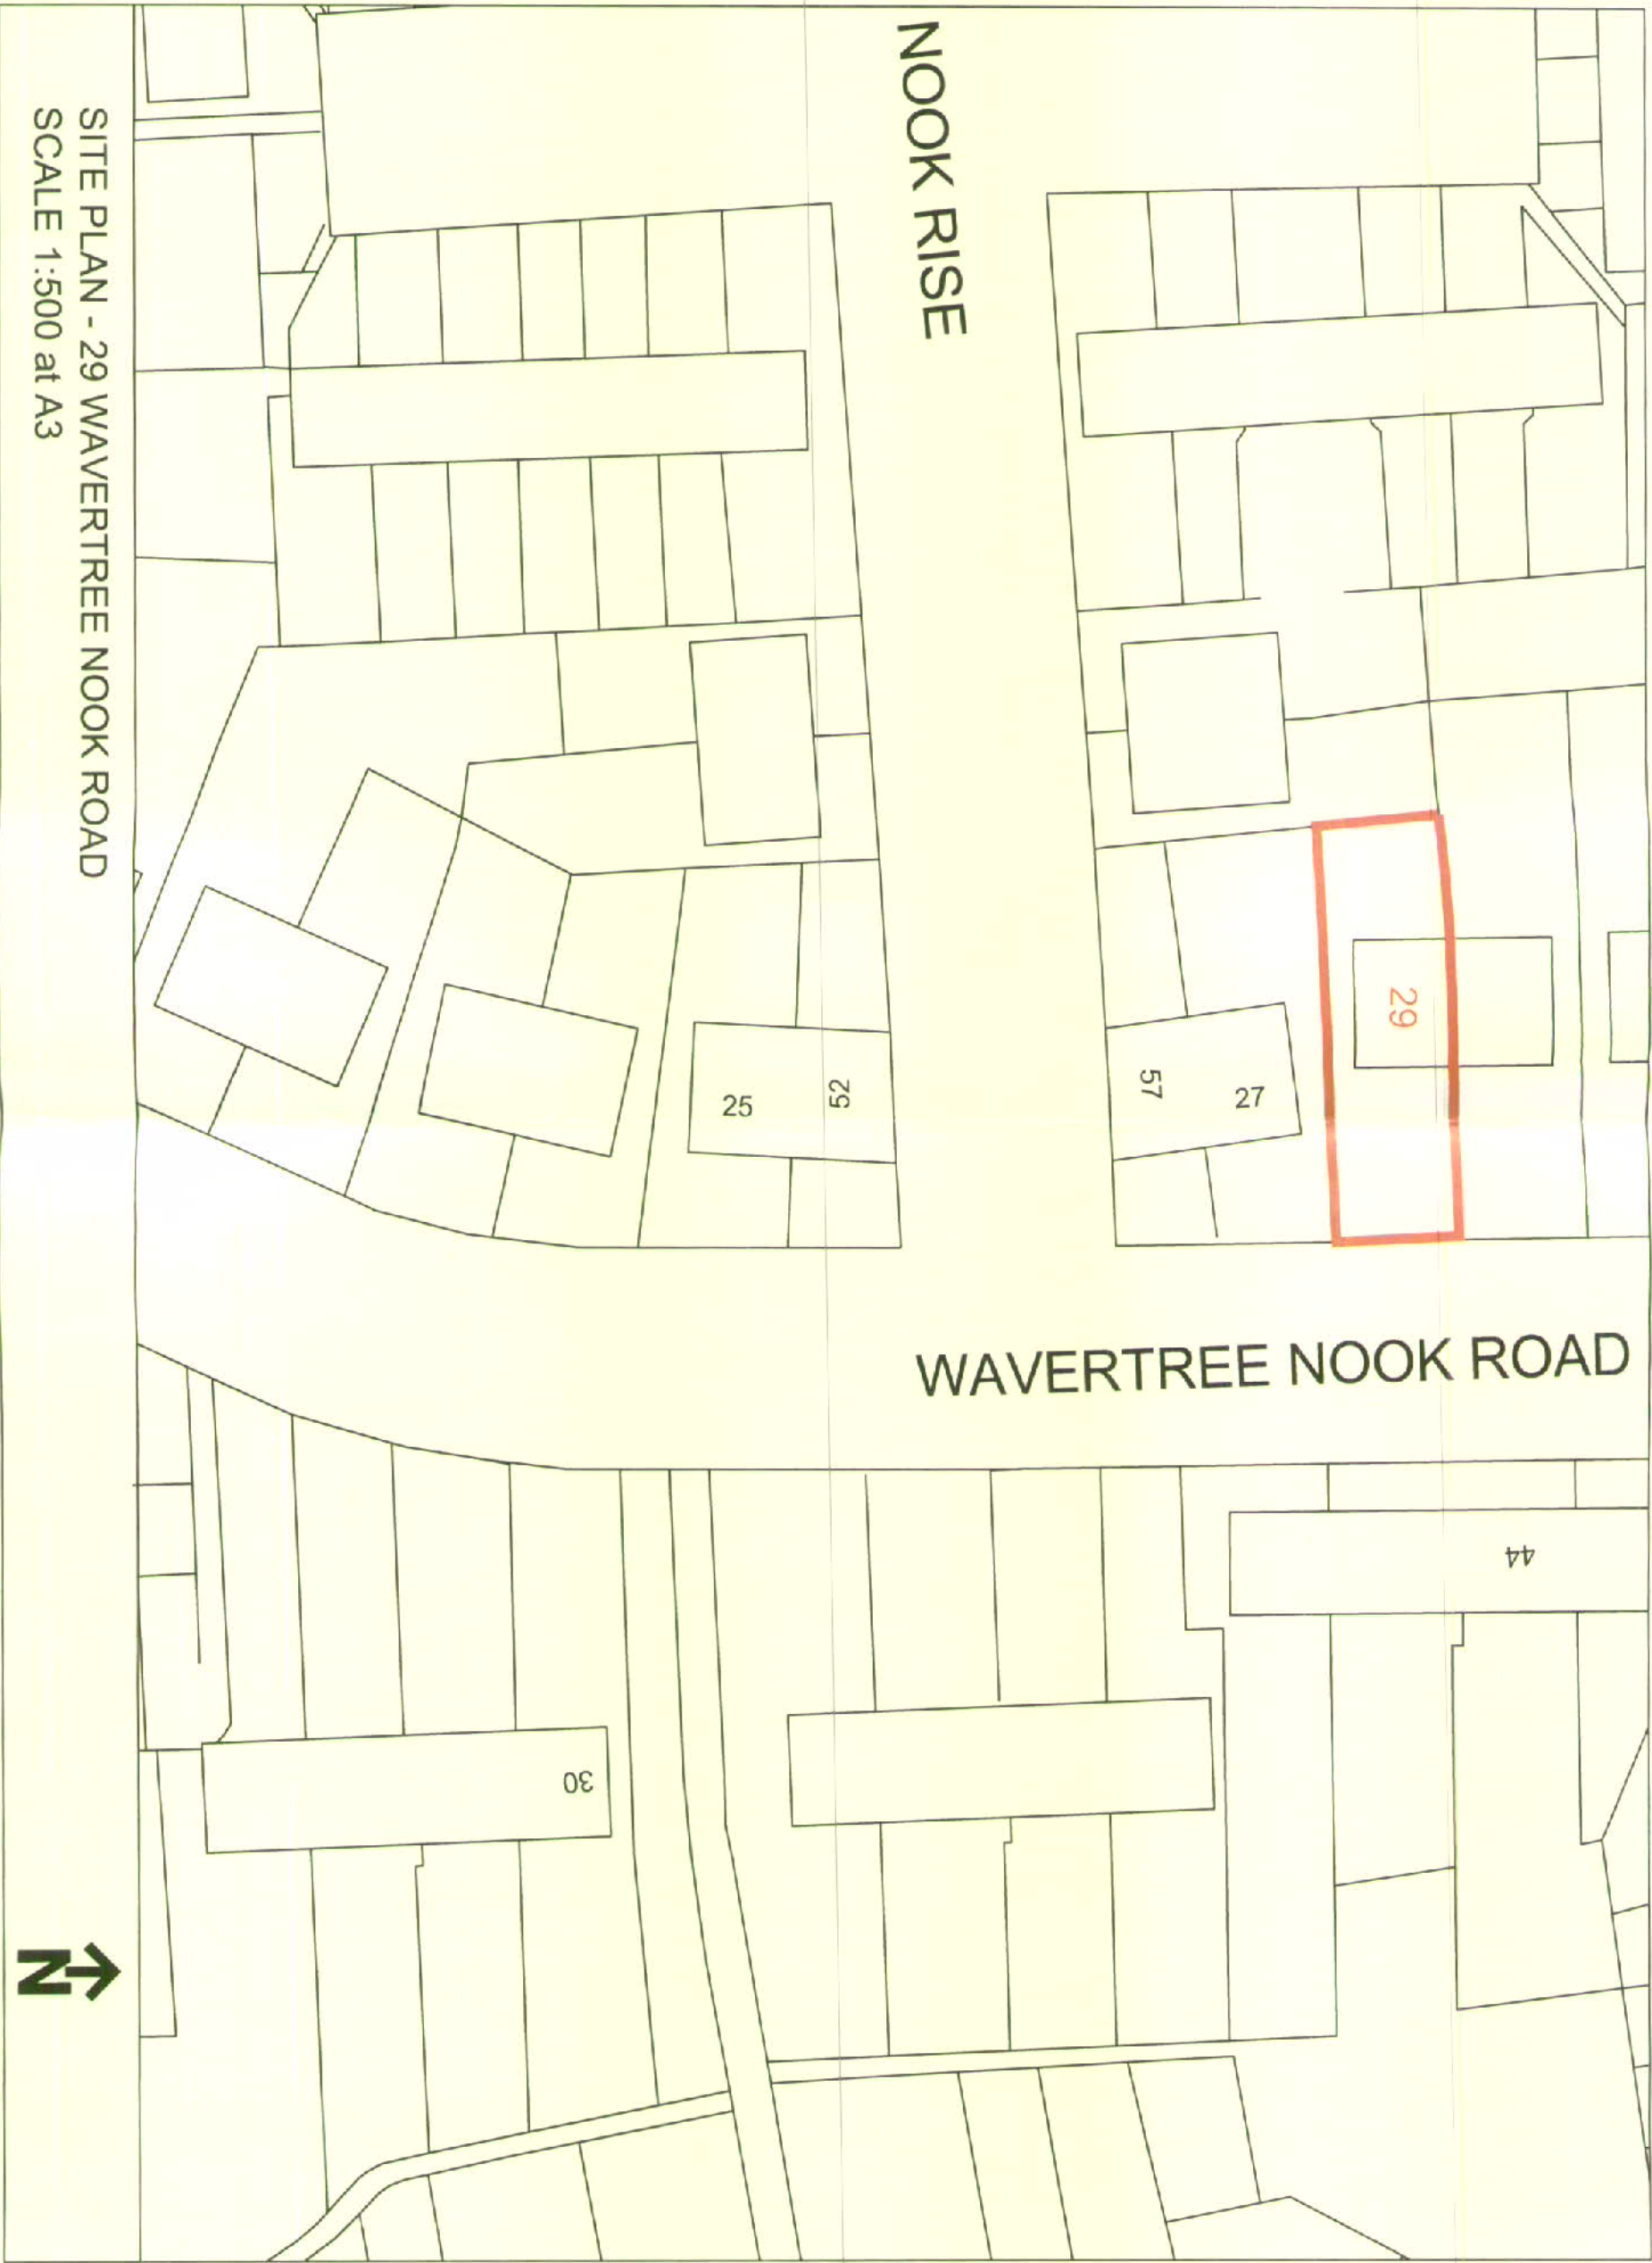 NOOK RISE
29
57
27
52
25
WAVERTREE NOOK ROAD
44
30
SITE PLAN - 29 WAVERTREE NOOK ROAD
SCALE 1:500 at A3
N